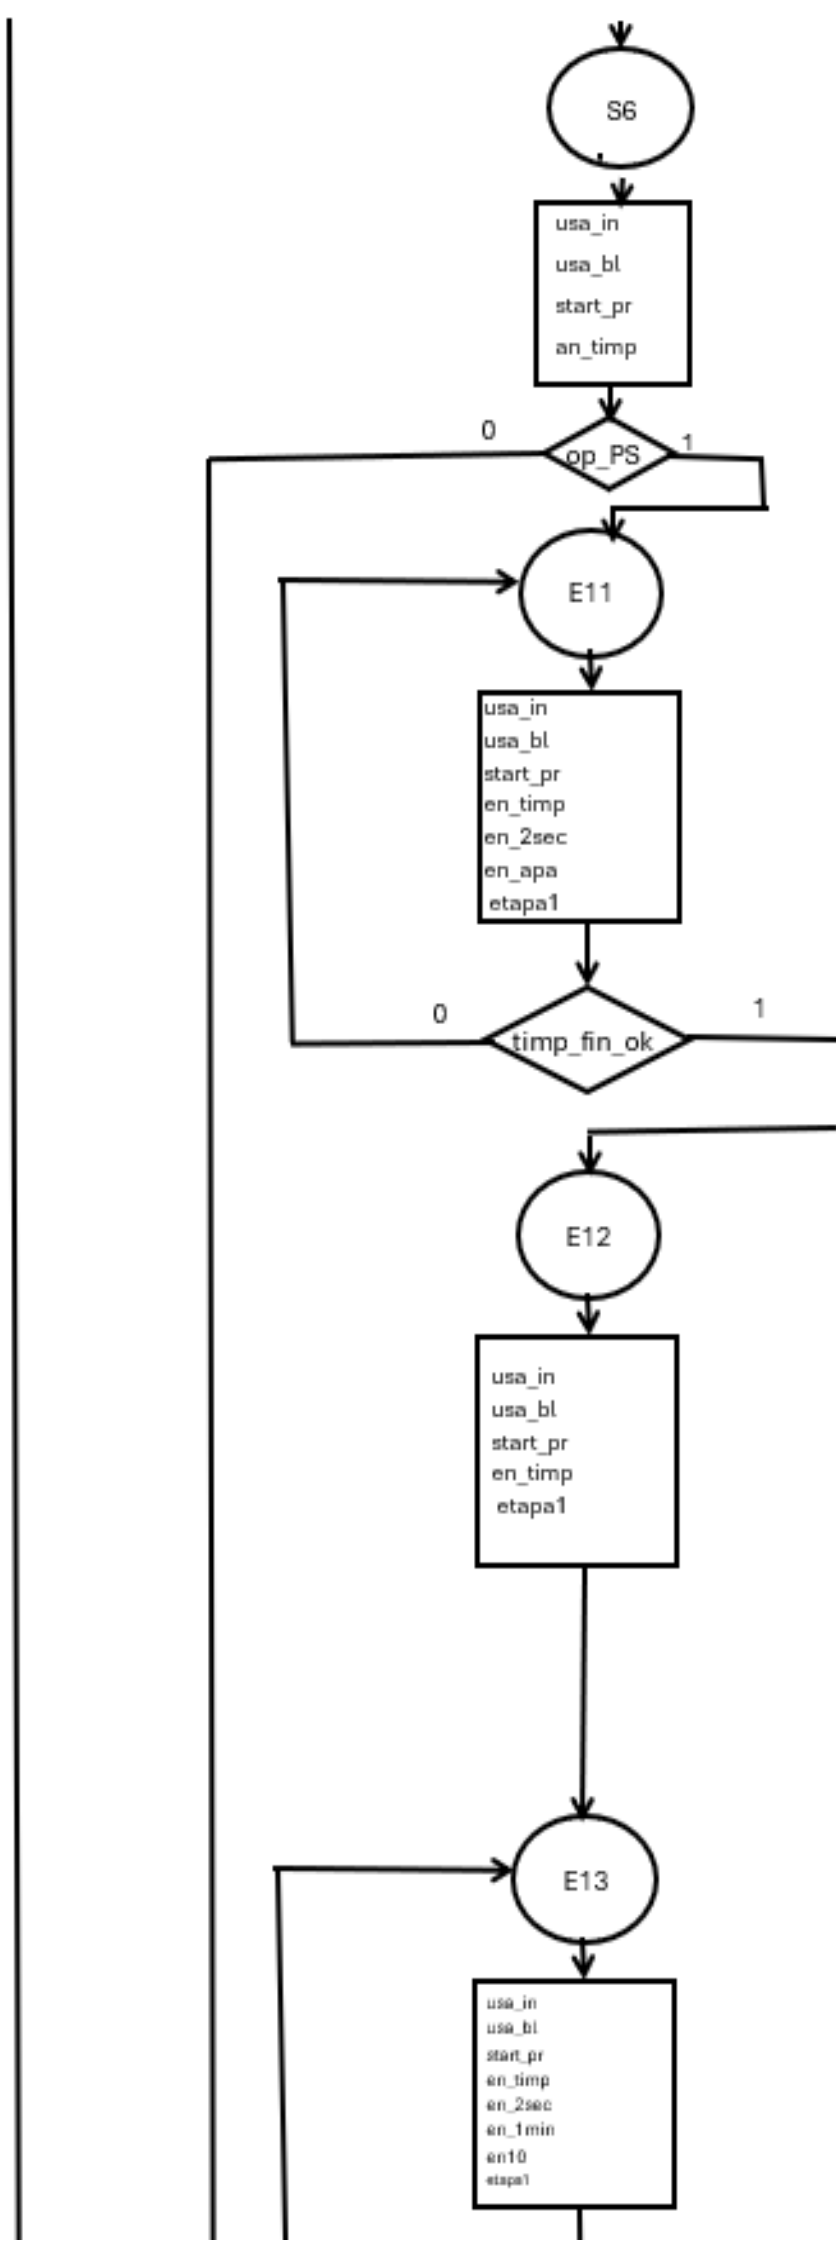 S6
usa_in
usa_bl
start_pr
an_timp
0
op_PS
1
E11
usa_in
usa_bl
start_pr
en_timp
en_2sec
en_apa
etapa1
0
timp_fin_ok
1
E12
usa_in
usa_bl
start_pr
en_timp
etapa1
E13
usa_in
usa_bl
start_pr
en_timp
en_2sec
en_1min
en10
etapa1